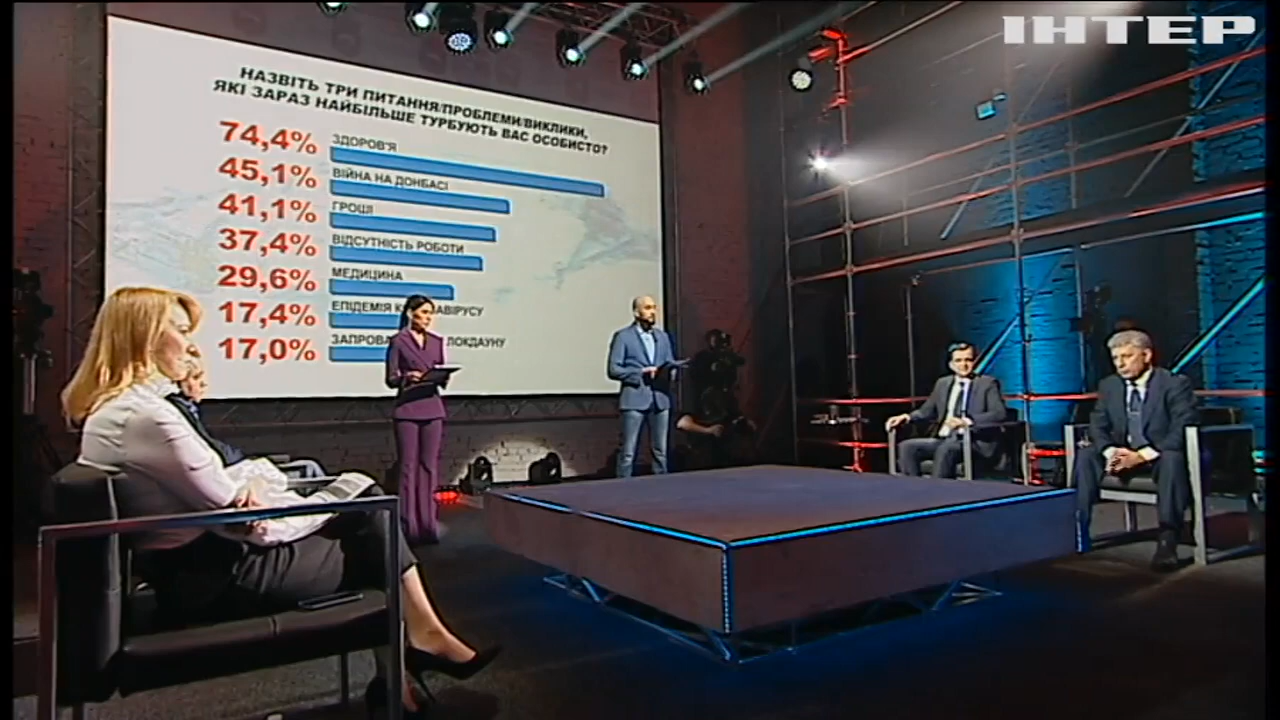 ІНТЕР
НАЗВІТЬ ТРИ ПИТАННЯ/ПРОБЛЕМИ/ВИКЛИКИ,
ЯКІ ЗАРАЗ НАЙБІЛЬШЕ ТУРБУЮТЬ ВАС ОСОБИСТО?
74,4% ЗДОРОВ'Я
45,1% ВІЙНА НА ДОНБАСІ
41,1% ГРОШІ
37,4% ВІДСУТНІСТЬ РОБОТИ
29,6% МЕДИЦИНА
17,4% ЕПІДЕМІЯ
17,0%